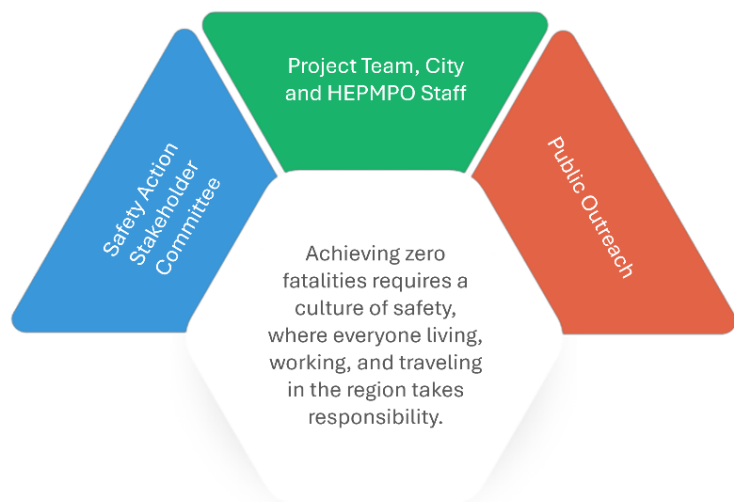 Safety Action
Stakeholder
Committee
Project Team, City
and HEPMPO Staff
Public Outreach
Achieving zero
fatalities requires a
culture of safety,
where everyone living,
working, and traveling
in the region takes
responsibility.